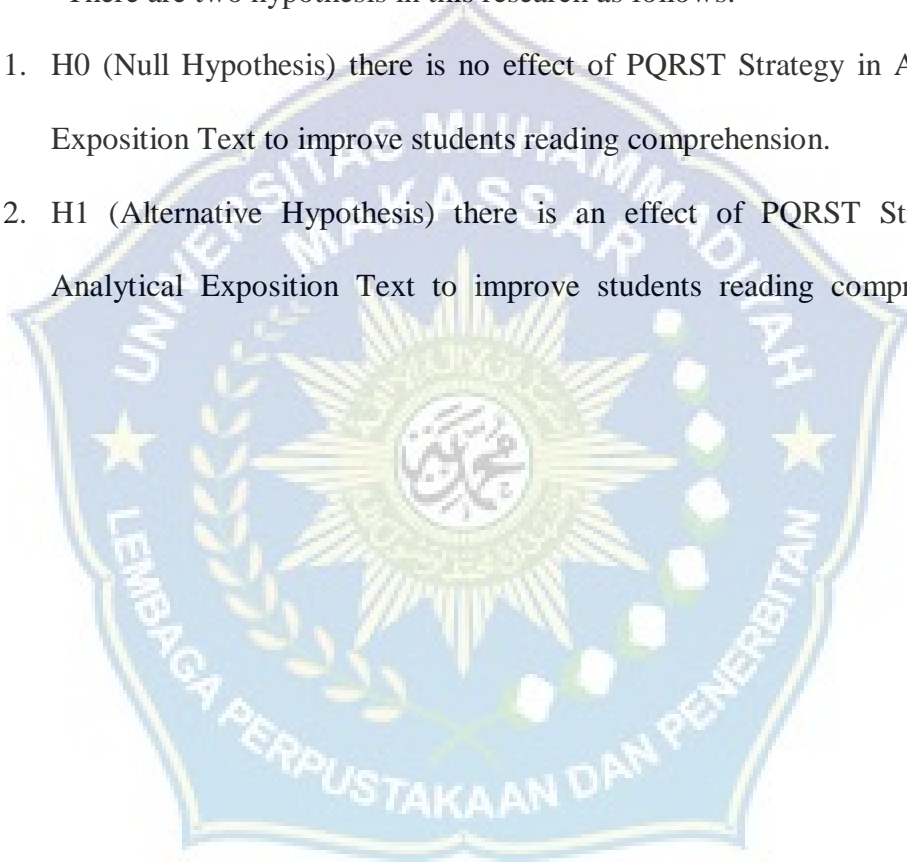 There are two hypothesis in this research as follows:
1. H0 (Null Hypothesis) there is no effect of PQRST Strategy in A
Exposition Text to improve students reading comprehension.
2. H1 (Alternative Hypothesis) there is an effect of PQRST St
Analytical Exposition Text to improve students reading compr
UNIVERSITAS MUHAMMADIYAH
MAKASSAR
LEMBAGA PERPUSTAKAAN DAN PENERBITAN